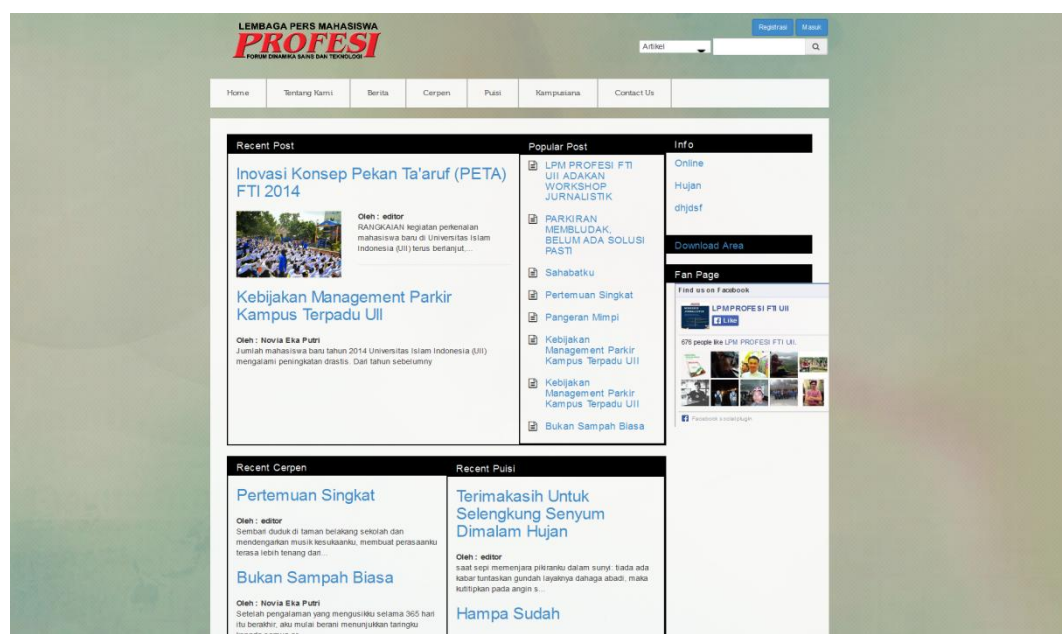 LEMBAGA PERS MAHASISWA
PROFESI
FORUM DINAMIKA SAINS DAN TEKNOLOGI
Registrasi
Masuk
Artikel
Home
Tentang Kami
Berita
Cerpen
Puisi
Kampusiana
Contact Us
Recent Post
Inovasi Konsep Pekan Ta'aruf (PETA)
FTI 2014
Oleh : editor
RANGKAIAN kegiatan perkenalan
mahasiswa baru di Universitas Islam
Indonesia (UII) terus berlanjut,...
Kebijakan Management Parkir
Kampus Terpadu UII
Oleh : Novia Eka Putri
Jumlah mahasiswa baru tahun 2014 Universitas Islam Indonesia (UII)
mengalami peningkatan drastis. Dari tahun sebelumny
Popular Post
LPM PROFESI FTI
UII ADAKAN
WORKSHOP
JURNALISTIK
PARKIRAN
MEMBLUDAK,
BELUM ADA SOLUSI
PASTI
Sahabatku
Pertemuan Singkat
Pangeran Mimpi
Kebijakan
Management Parkir
Kampus Terpadu UII
Kebijakan
Management Parkir
Kampus Terpadu UII
Bukan Sampah Biasa
Info
Online
Hujan
dhjdsf
Download Area
Fan Page
Find us on Facebook
LPM PROFESI FTI UII
Like
676 people like LPM PROFESI FTI UII.
Facebook social plugin
Recent Cerpen
Pertemuan Singkat
Oleh : editor
Sembari duduk di taman belakang sekolah dan
mendengarkan musik kesukaanku, membuat perasaanku
terasa lebih tenang dan...
Bukan Sampah Biasa
Oleh : Novia Eka Putri
Setelah pengalaman yang mengusikku selama 365 hari
itu berakhir, aku mulai berani menunjukkan taringku
Recent Puisi
Terimakasih Untuk
Selengkung Senyum
Dimalam Hujan
Oleh : editor
saat sepi memenjara pikiranku dalam sunyi. tiada ada
kabar tuntaskan gundah layaknya dahaga abadi, maka
kutitipkan pada angin s...
Hampa Sudah